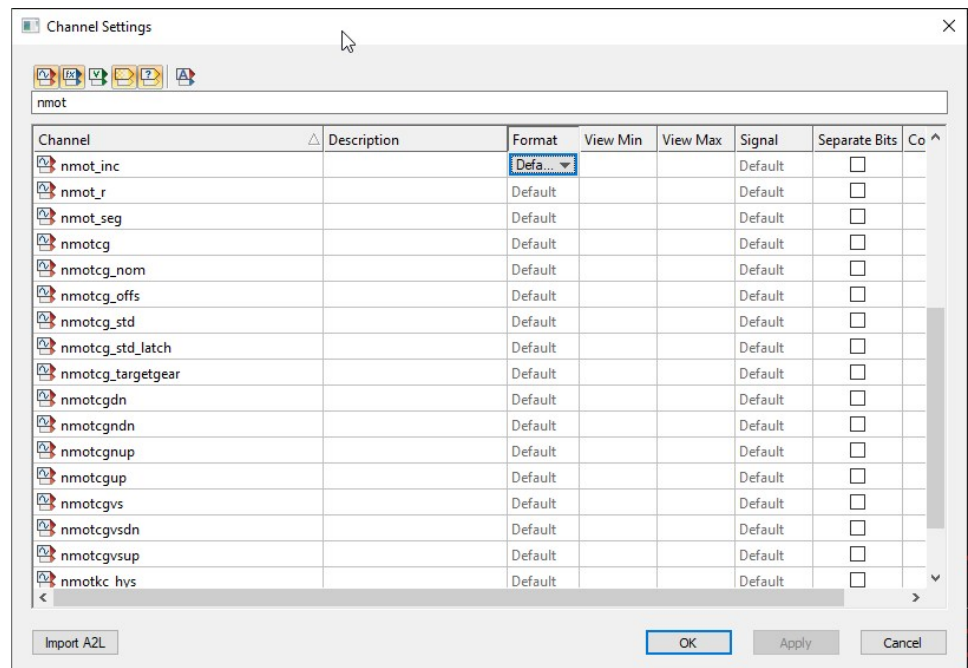 Channel Settings
nmot
Channel Description Format View Min View Max Signal Separate Bits Co
nmot_inc Defa... Default
nmot_r Default Default
nmot_seg Default Default
nmotcg Default Default
nmotcg_nom Default Default
nmotcg_offs Default Default
nmotcg_std Default Default
nmotcg_std_latch Default Default
nmotcg_targetgear Default Default
nmotcgdn Default Default
nmotcgndn Default Default
nmotcgnup Default Default
nmotcgup Default Default
nmotcgvs Default Default
nmotcgvsdn Default Default
nmotcgvsup Default Default
nmotkc_hys Default Default
Import A2L OK Apply Cancel